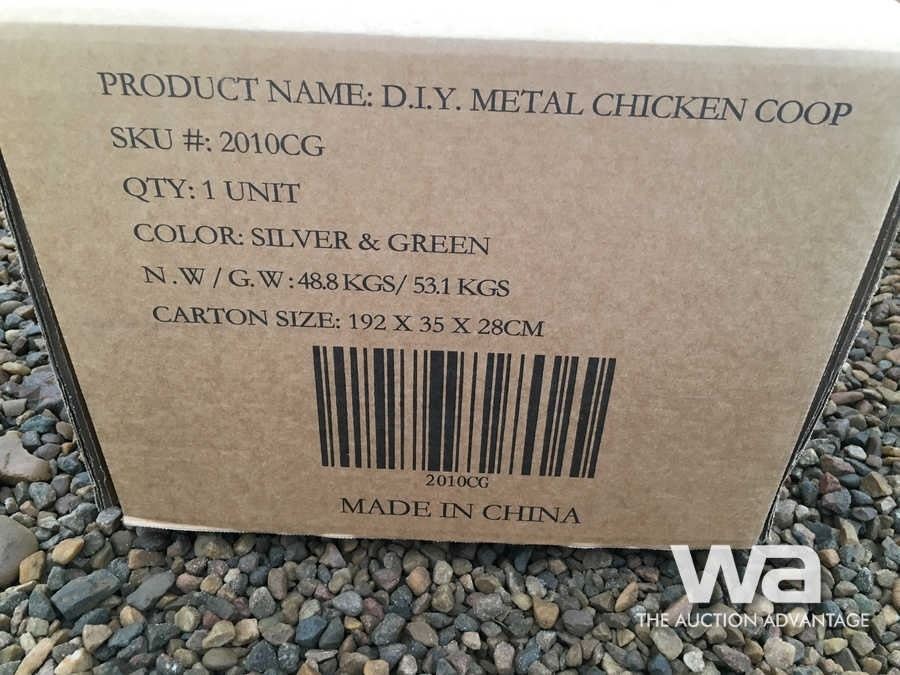 PRODUCT NAME: D.I.Y. METAL CHICKEN COOP
SKU #: 2010CG
QTY: 1 UNIT
COLOR: SILVER & GREEN
N.W / G.W: 48.8 KGS/ 53.1 KGS
CARTON SIZE: 192 X 35 X 28CM
2010CG
MADE IN CHINA
wa
THE AUCTION ADVANTAGE